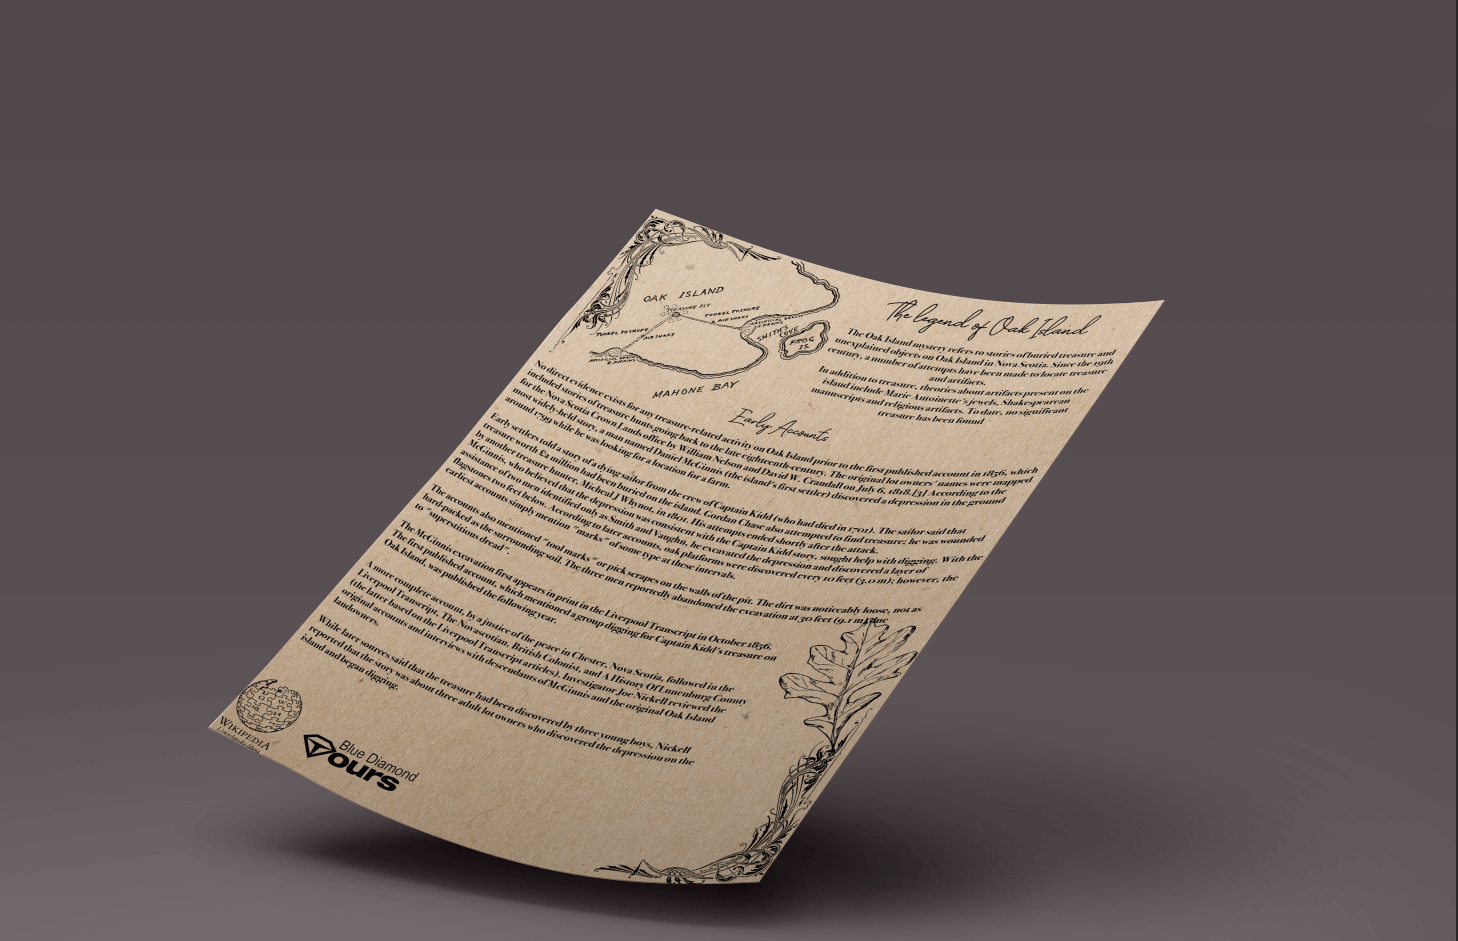 OAK ISLAND
TREASURE PIT
TUNNEL TO SHORE
AIR SHAFT
TUNNEL TO SHORE
AIR SHAFT
ARTIFICIAL BEACH
& DRAINS
SMITH'S
COVE
FROG
IS.
ARTIFICIAL BEACH
& DRAINS
MAHONE BAY
The legend of Oak Island
The Oak Island mystery refers to stories of buried treasure and
unexplained objects on Oak Island in Nova Scotia. Since the 19th
century, a number of attempts have been made to locate treasure
and artifacts.
In addition to treasure, theories about artifacts present on the
island include Marie Antoinette's jewels, Shakespearean
manuscripts and religious artifacts. To date, no significant
treasure has been found
Early Accounts
No direct evidence exists for any treasure-related activity on Oak Island prior to the first published account in 1856, which
included stories of treasure hunts going back to the late eighteenth-century. The original lot owners' names were mapped
for the Nova Scotia Crown Lands office by William Nelson and David W. Crandall on July 6, 1818.[3] According to the
most widely-held story, a man named Daniel McGinnis (the island's first settler) discovered a depression in the ground
around 1799 while he was looking for a location for a farm.
Early settlers told a story of a dying sailor from the crew of Captain Kidd (who had died in 1701). The sailor said that
treasure worth £2 million had been buried on the island. Gordan Chase also attempted to find treasure; he was wounded
by another treasure hunter, Micheal J Whynot, in 1801. His attempts ended shortly after the attack.
McGinnis, who believed that the depression was consistent with the Captain Kidd story, sought help with digging. With the
assistance of two men identified only as Smith and Vaughn, he excavated the depression and discovered a layer of
flagstones two feet below. According to later accounts, oak platforms were discovered every 10 feet (3.0 m); however, the
earliest accounts simply mention "marks" of some type at these intervals.
The accounts also mentioned "tool marks" or pick scrapes on the walls of the pit. The dirt was noticeably loose, not as
hard-packed as the surrounding soil. The three men reportedly abandoned the excavation at 30 feet (9.1 m) due
to "superstitious dread".
The McGinnis excavation first appears in print in the Liverpool Transcript in October 1856.
The first published account, which mentioned a group digging for Captain Kidd's treasure on
Oak Island, was published the following year.
A more complete account, by a justice of the peace in Chester, Nova Scotia, followed in the
Liverpool Transcript, The Novascotian, British Colonist, and A History Of Lunenburg County
(the latter based on the Liverpool Transcript articles). Investigator Joe Nickell reviewed the
original accounts and interviews with descendants of McGinnis and the original Oak Island
landowners.
While later sources said that the treasure had been discovered by three young boys, Nickell
reported that the story was about three adult lot owners who discovered the depression on the
island and began digging.
WIKIPEDIA
Blue Diamond
Yours